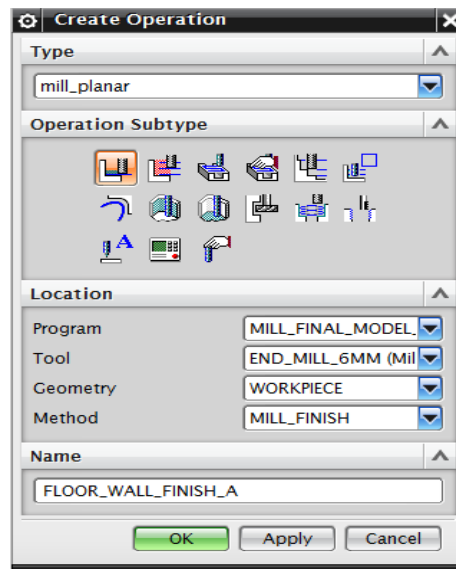 Create Operation
Type
mill_planar
Operation Subtype
A
Location
Program MILL_FINAL_MODEL_
Tool END_MILL_6MM (Mil
Geometry WORKPIECE
Method MILL_FINISH
Name
FLOOR_WALL_FINISH_A
OK Apply Cancel